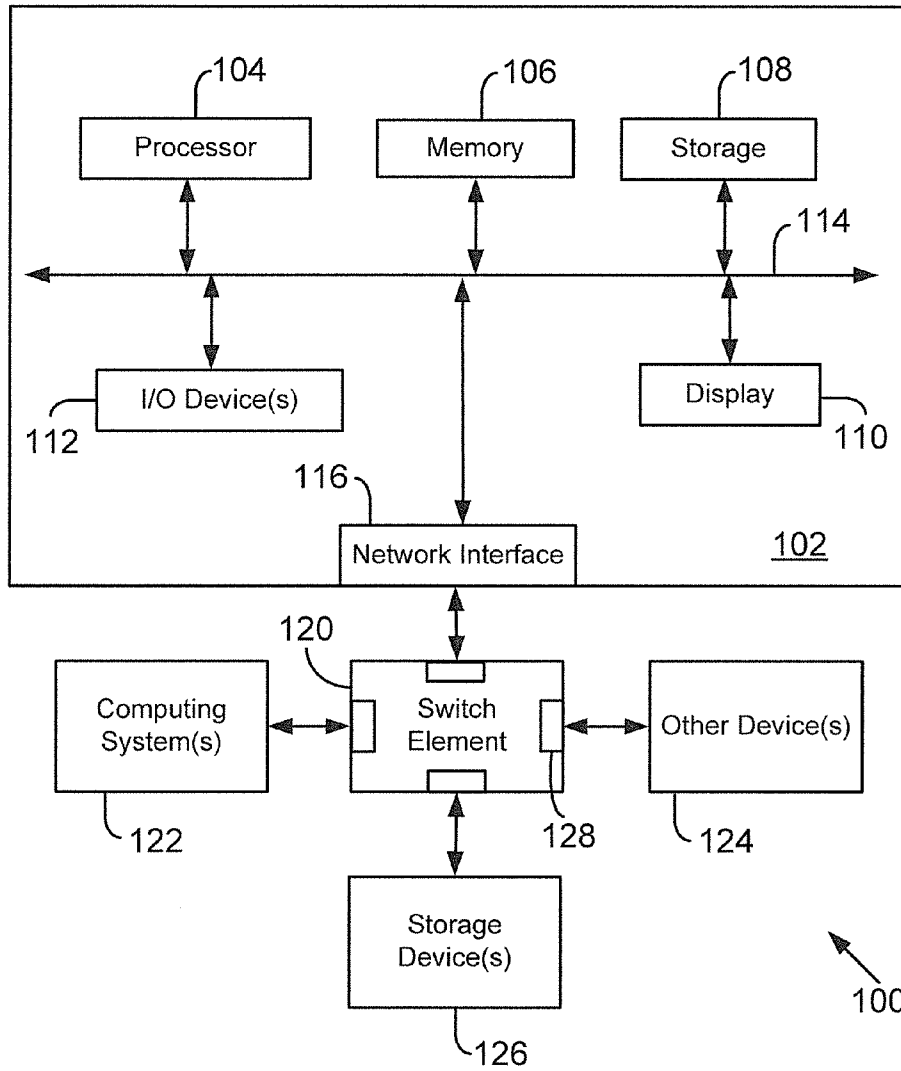 104
106
108
Processor
Memory
Storage
114
I/O Device(s)
Display
112
110
116
Network Interface
102
120
Computing
System(s)
Switch
Element
Other Device(s)
122
128
124
Storage
Device(s)
126
100